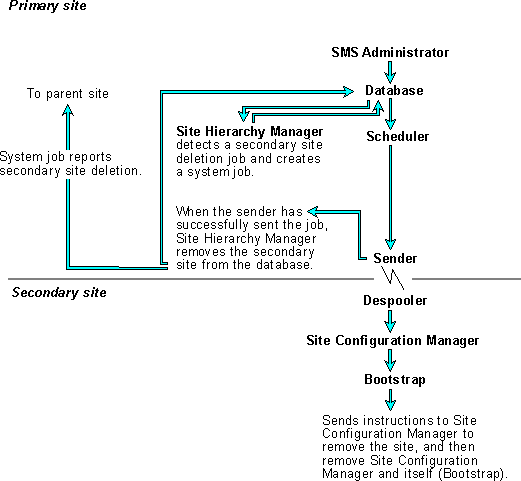 Primary site
SMS Administrator
To parent site
Database
Site Hierarchy Manager
detects a secondary site
deletion job and creates
a system job.
Scheduler
System job reports
secondary site deletion.
When the sender has
successfully sent the job,
Site Hierarchy Manager
removes the secondary
site from the database.
Sender
Secondary site
Despooler
Site Configuration Manager
Bootstrap
Sends instructions to Site
Configuration Manager to
remove the site, and then
remove Site Configuration
Manager and itself (Bootstrap).